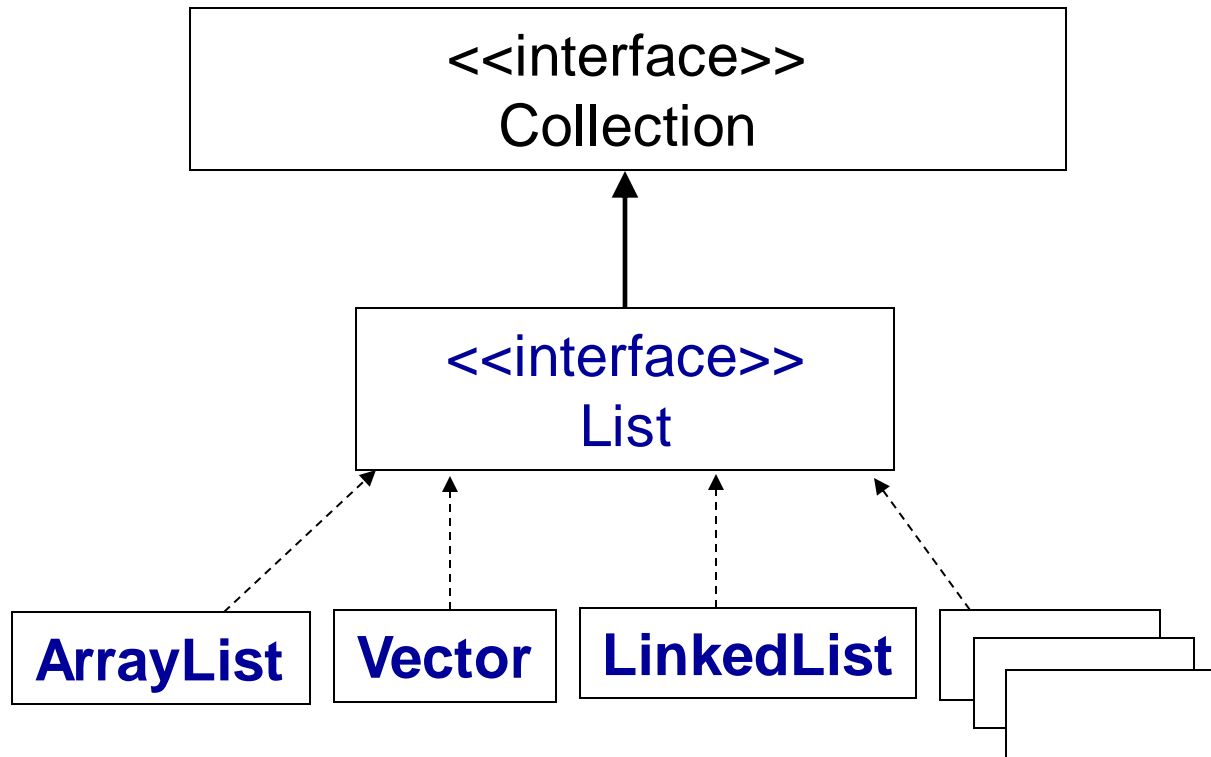 <<interface>>
Collection
<<interface>>
List
ArrayList
Vector
LinkedList